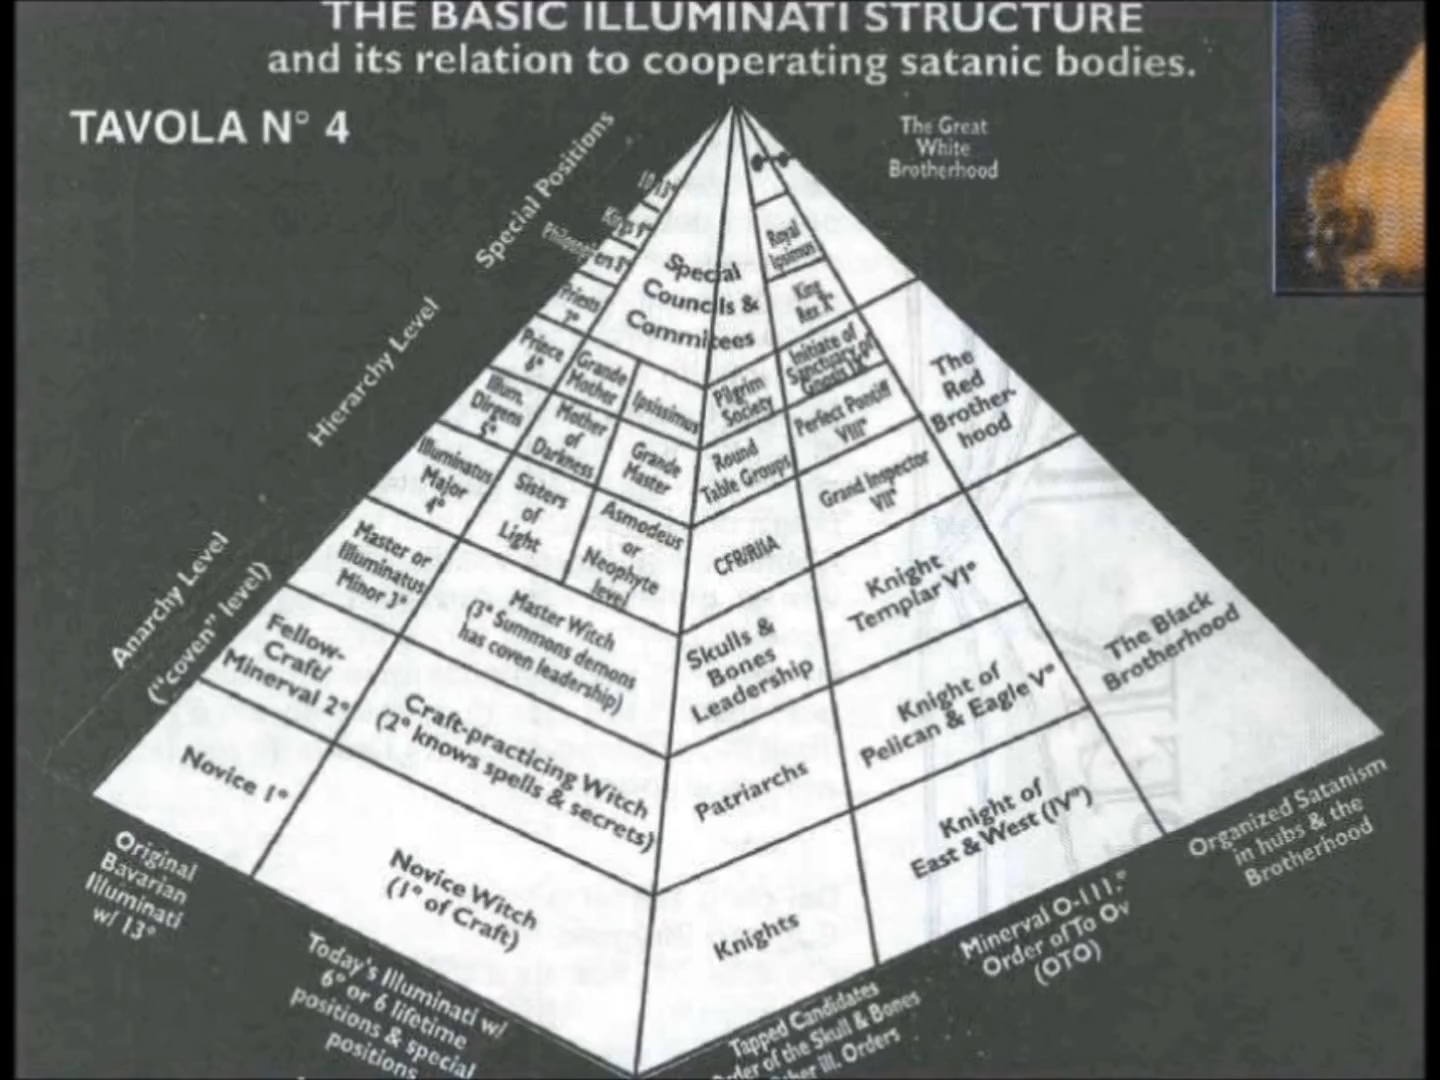 THE BASIC ILLUMINATI STRUCTURE
and its relation to cooperating satanic bodies.
TAVOLA N° 4
The Great
White
Brotherhood
Special Positions
Hierarchy Level
Anarchy Level
("coven" level)
Priests
7°
Prince
6°
Illum.
Dirgens
5°
Illuminatus
Major
4°
Master or
Illuminatus
Minor 3°
Fellow-
Craft/
Minerval 2°
Novice 1°
Special
Councils &
Committees
Grande
Mother
Ipsissimus
Mother
of
Darkness
Grande
Master
Sisters
of
Light
Asmodeus
or
Neophyte
level
Master Witch
(3° Summons demons
has coven leadership)
Craft-practicing Witch
(2° knows spells & secrets)
Novice Witch
(1° of Craft)
Pilgrim
Society
Round
Table Groups
CFR/RIIA
Skulls &
Bones
Leadership
Patriarchs
Knights
Royal
King
Rex X°
Initiate of
Sanctuary of
Gnosis IX°
Perfect Pontiff
VIII°
Grand Inspector
VII°
Knight
Templar VI°
Knight of
Pelican & Eagle V°
Knight of
East & West (IV°)
The
Red
Brother-
hood
The Black
Brotherhood
Original
Bavarian
Illuminati
w/ 13°
Today's Illuminati w/
6° or 6 lifetime
positions & special
positions
Tapped Candidates
Order of the Skull & Bones
ill. Orders
Minerval O-III.°
Order of To Ov
(OTO)
Organized Satanism
in hubs & the
Brotherhood